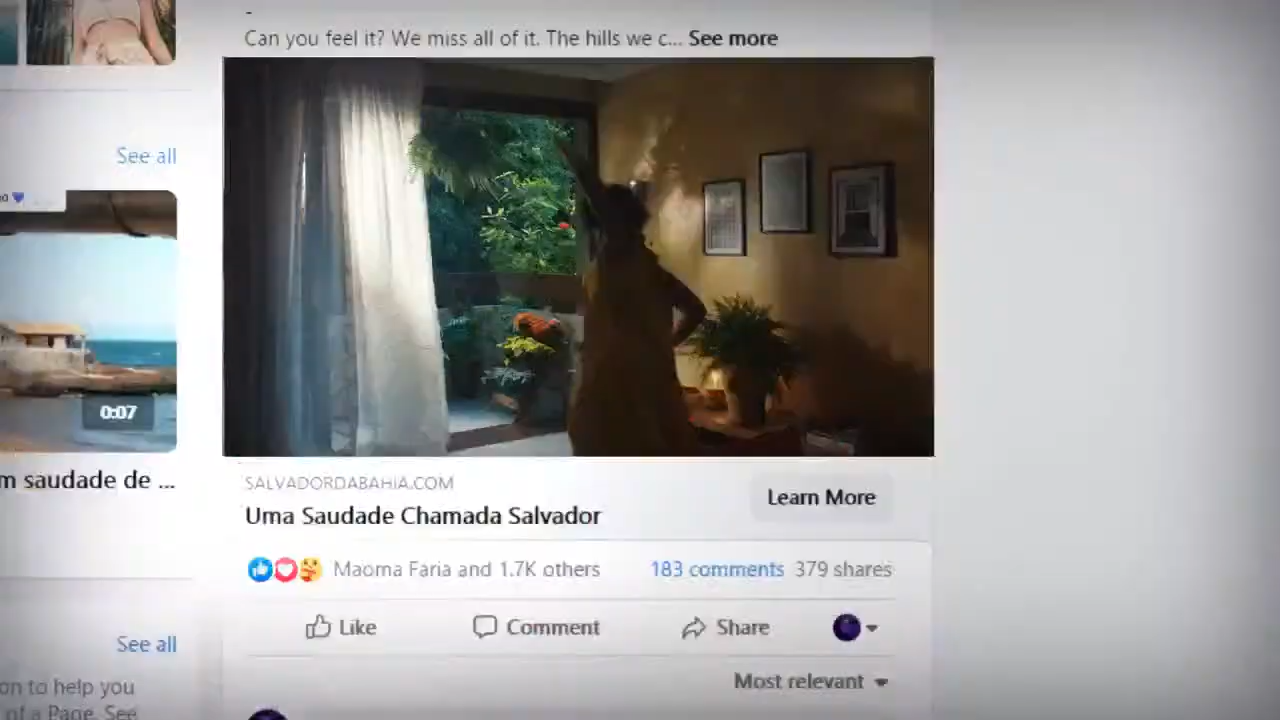 Can you feel it? We miss all of it. The hills we c... See more
See all
0:07
m saudade de ...
SALVADORDABAHIA.COM
Learn More
Uma Saudade Chamada Salvador
Maoma Faria and 1.7K others
183 comments 379 shares
Like
Comment
Share
See all
on to help you
of a Page. See
Most relevant